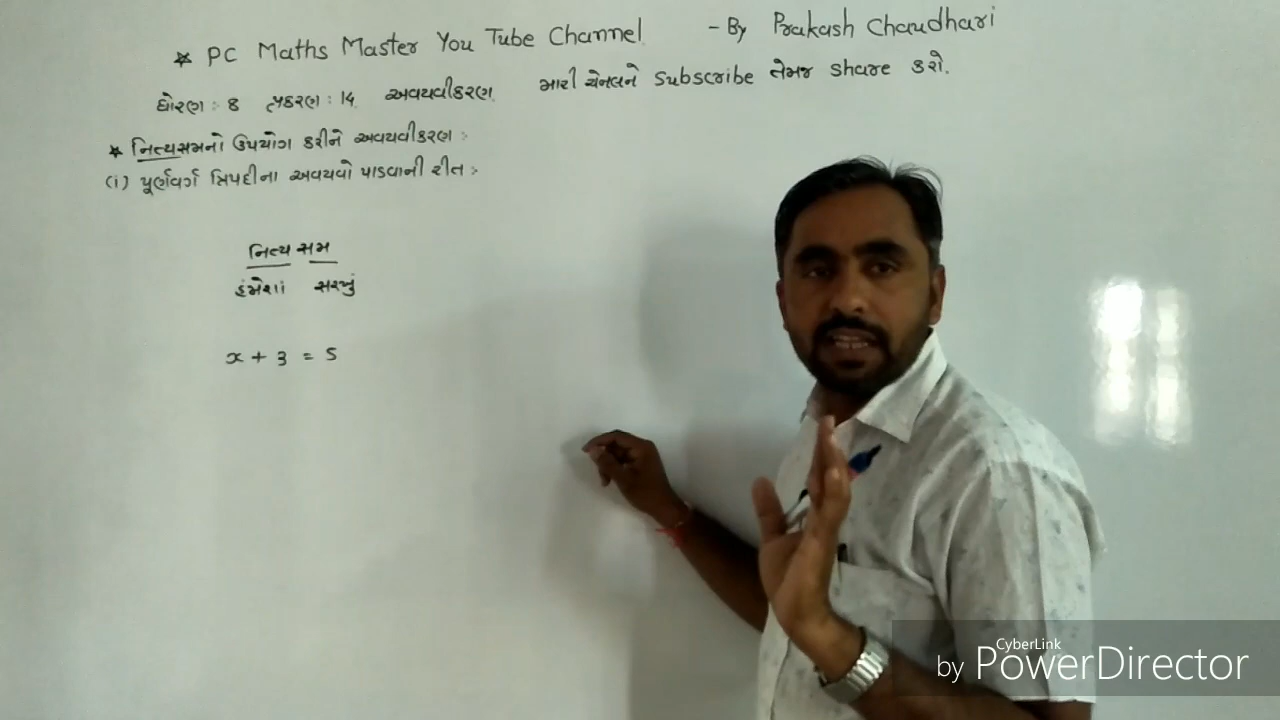 ★ PC Maths Master You Tube Channel - By Prakash Chaudhari
ધોરણ : 8 પ્રકરણ : 14 અવયવીકરણ મારી ચેનલને Subscribe તેમજ share કરો.
★ નિત્યસમનો ઉપયોગ કરીને અવયવીકરણ :-
(i) પૂર્ણવર્ગ ત્રિપદીના અવયવો પાડવાની રીત :-
નિત્ય સમ
હંમેશાં સરખું
x + 3 = 5
CyberLink
by PowerDirector